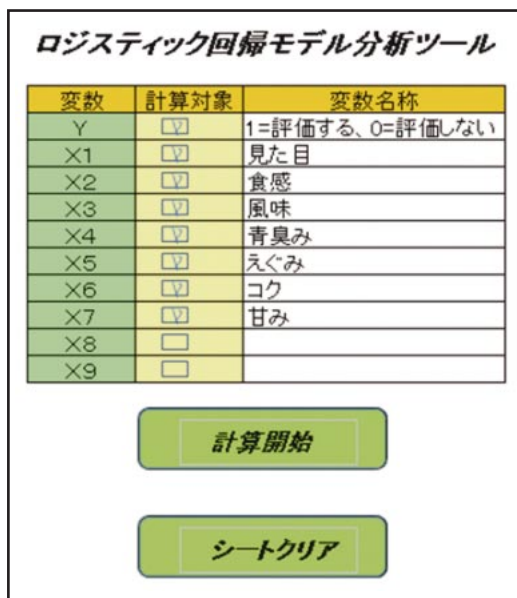 ロジスティック回帰モデル分析ツール
変数 計算対象 変数名称
Y 1=評価する、0=評価しない
X1 見た目
X2 食感
X3 風味
X4 青臭み
X5 えぐみ
X6 コク
X7 甘み
X8
X9
計算開始
シートクリア